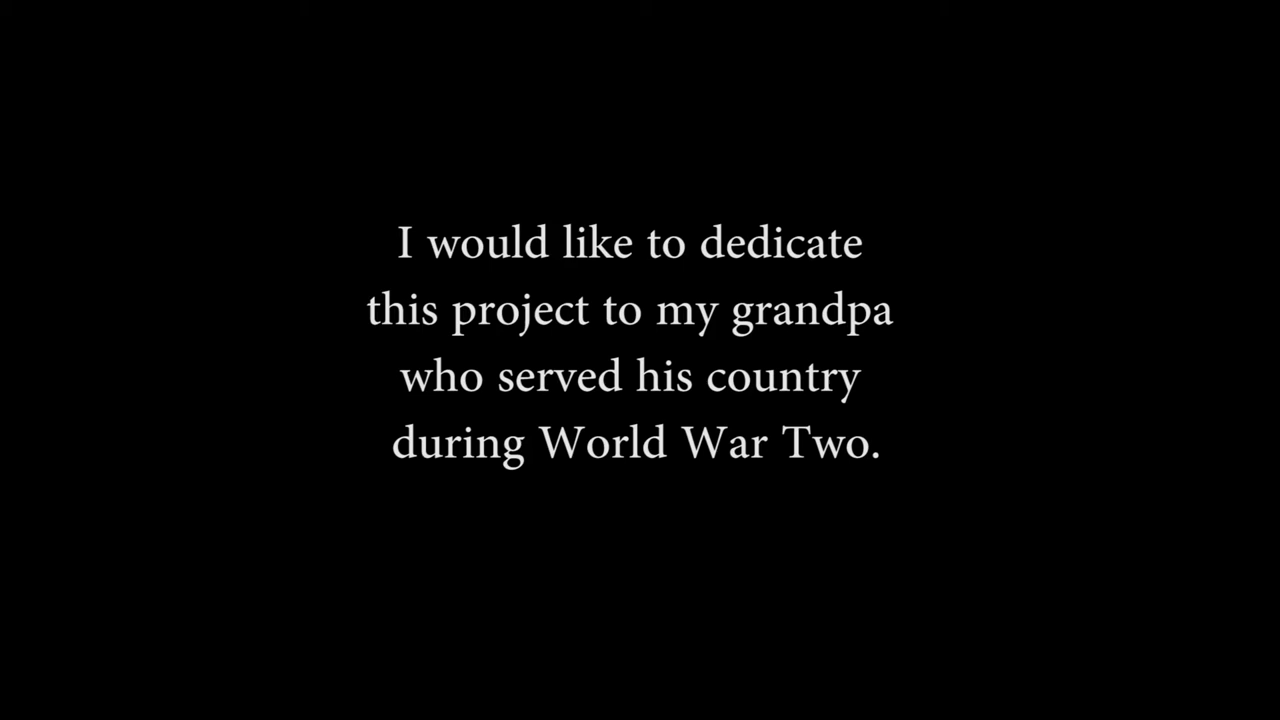 I would like to dedicate
this project to my grandpa
who served his country
during World War Two.